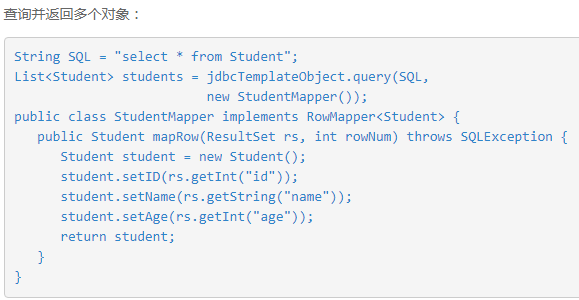 查询并返回多个对象：
String SQL = "select * from Student";
List<Student> students = jdbcTemplateObject.query(SQL,
                         new StudentMapper());
public class StudentMapper implements RowMapper<Student> {
   public Student mapRow(ResultSet rs, int rowNum) throws SQLException {
      Student student = new Student();
      student.setID(rs.getInt("id"));
      student.setName(rs.getString("name"));
      student.setAge(rs.getInt("age"));
      return student;
   }
}